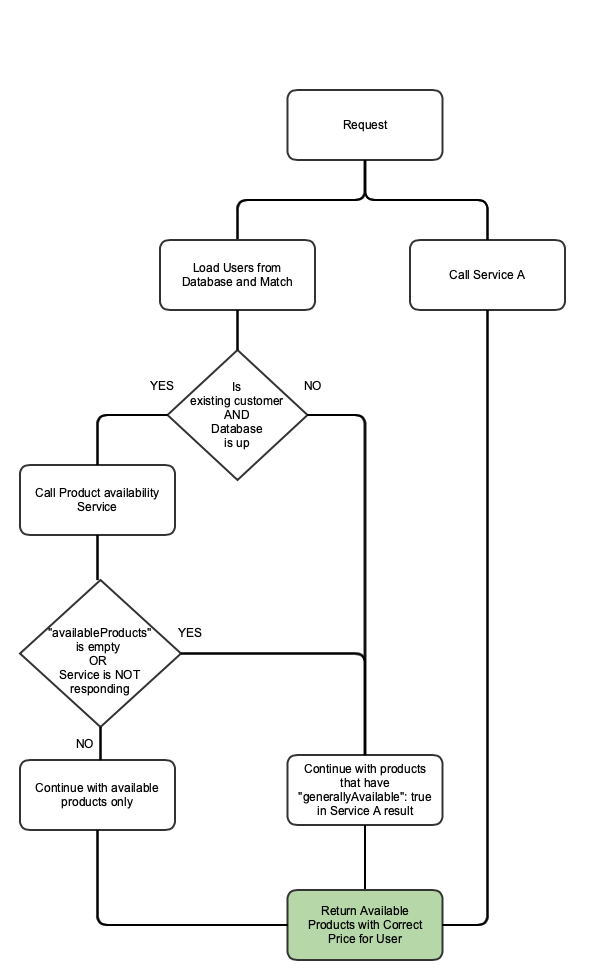 Request
Load Users from
Database and Match
Call Service A
YES
Is
existing customer
AND
Database
is up
NO
Call Product availability
Service
"availableProducts"
is empty
OR
Service is NOT
responding
YES
NO
Continue with available
products only
Continue with products
that have
"generallyAvailable": true
in Service A result
Return Available
Products with Correct
Price for User